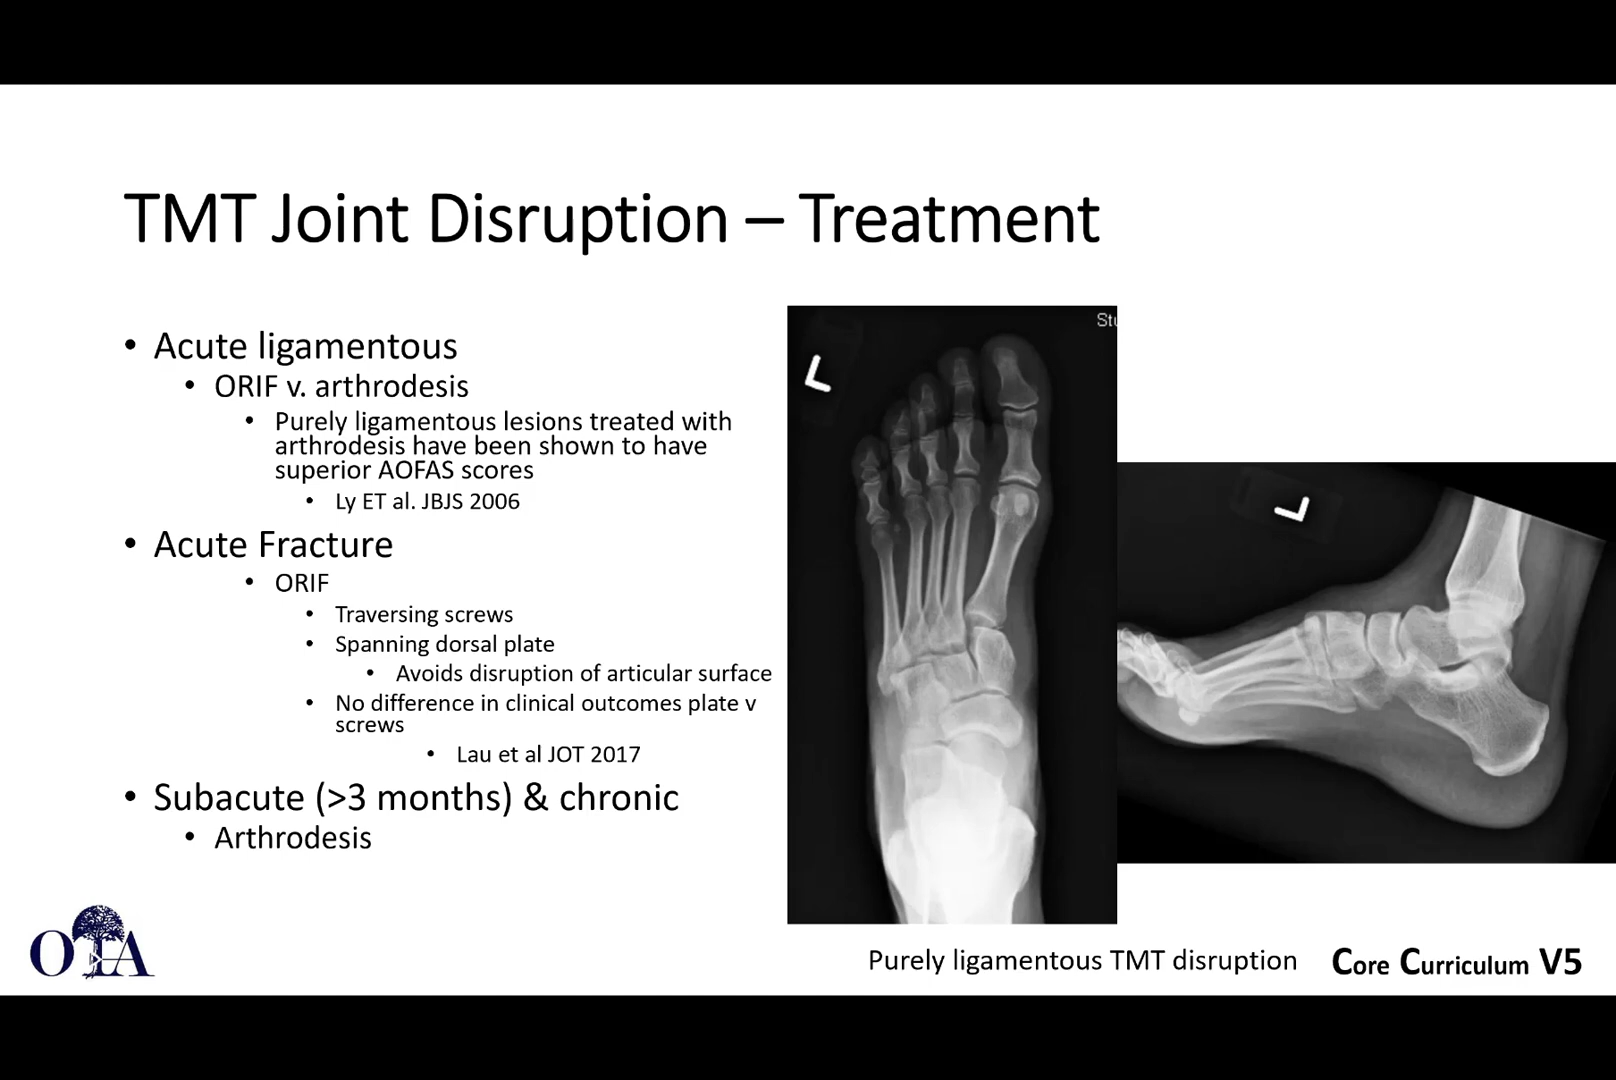 TMT Joint Disruption – Treatment
• Acute ligamentous
• ORIF v. arthrodesis
• Purely ligamentous lesions treated with
arthrodesis have been shown to have
superior AOFAS scores
• Ly ET al. JBJS 2006
• Acute Fracture
• ORIF
• Traversing screws
• Spanning dorsal plate
• Avoids disruption of articular surface
• No difference in clinical outcomes plate v
screws
• Lau et al JOT 2017
• Subacute (>3 months) & chronic
• Arthrodesis
Stu
L
L
OTA
Purely ligamentous TMT disruption
Core Curriculum V5